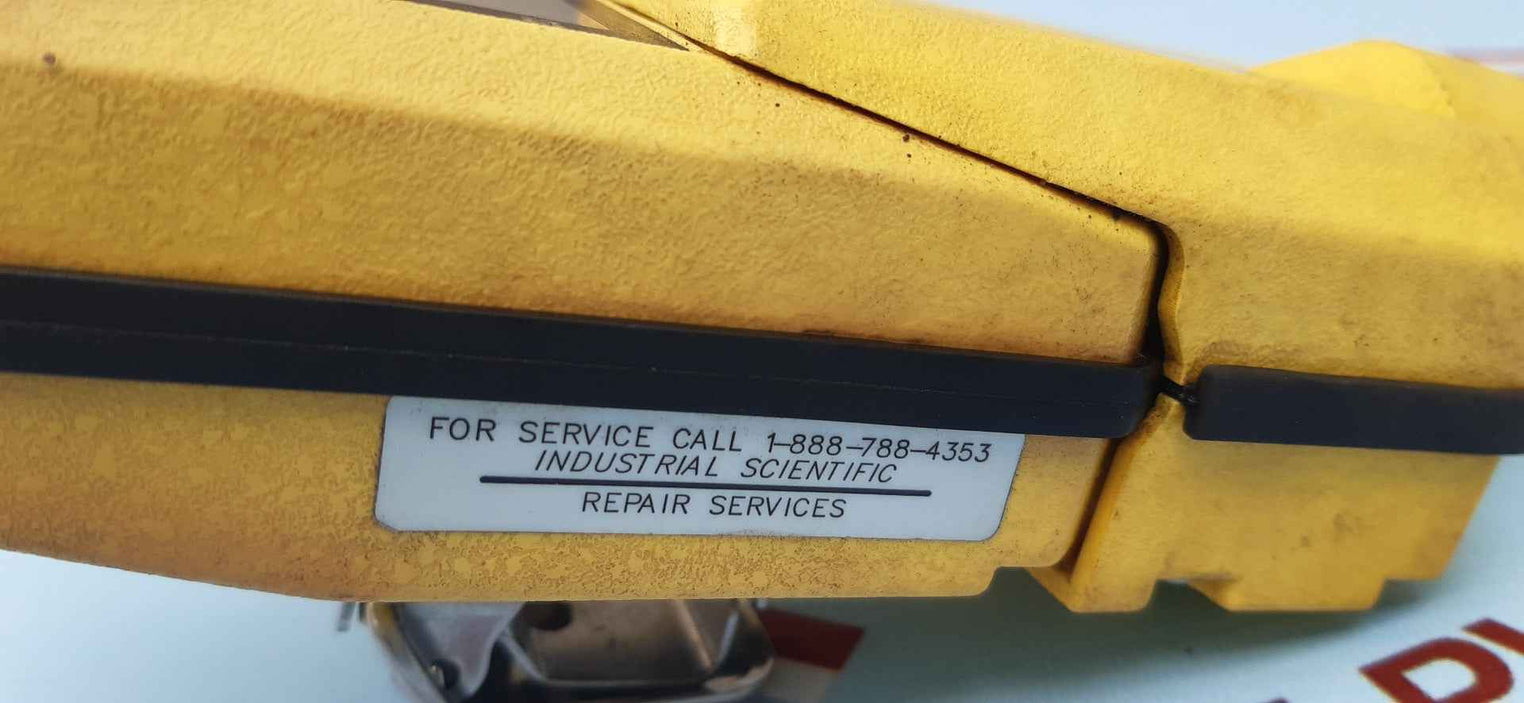 FOR SERVICE CALL 1-888-788-4353
INDUSTRIAL SCIENTIFIC
REPAIR SERVICES